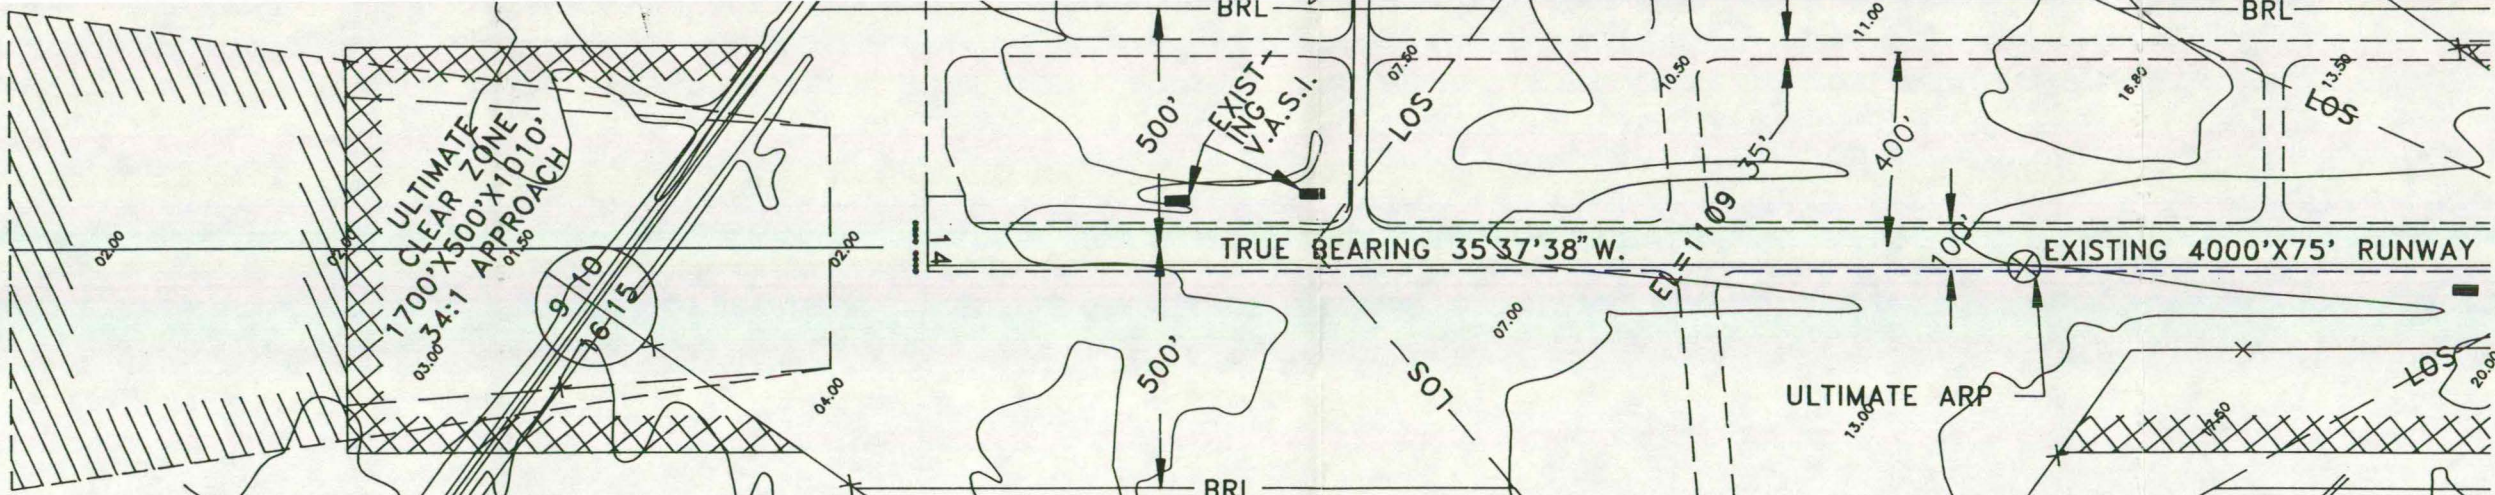 BRL
BRL
11.00
07.50
10.50
18.80
13.50
500'
EXIST-
ING
V.A.S.I.
LOS
LOS
35'
400'
ULTIMATE
CLEAR ZONE
1700'X500'X1010'
34:1 APPROACH
02.00
02.00
01.50
02.00
14
TRUE BEARING 35 37'38"W.
EL=1109
100'
EXISTING 4000'X75' RUNWAY
9 10
16 15
03.00
04.00
500'
LOS
07.00
ULTIMATE ARP
13.00
LOS
20.00
17.50
BRL